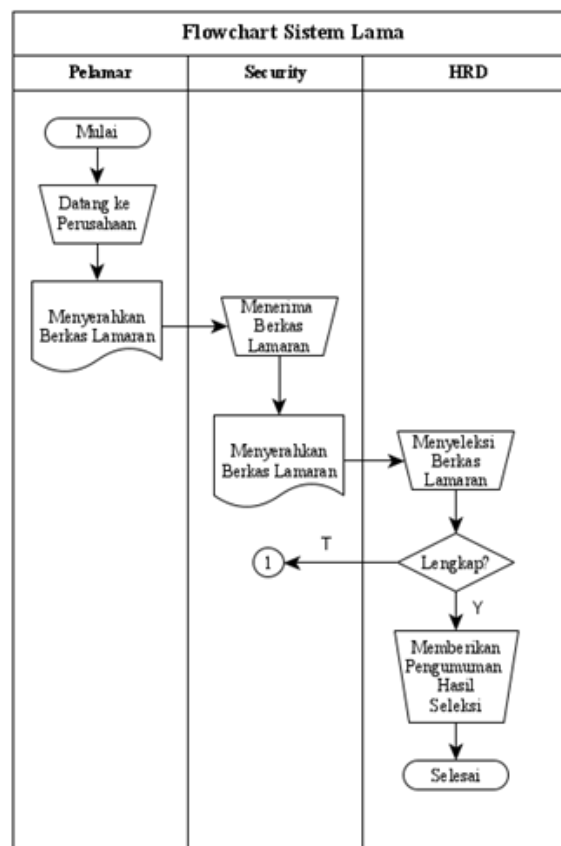 Flowchart Sistem Lama
Pelamar
Security
HRD
Mulai
Datang ke
Perusahaan
Menyerahkan
Berkas Lamaran
Menerima
Berkas
Lamaran
Menyerahkan
Berkas Lamaran
Menyeleksi
Berkas
Lamaran
Lengkap?
T
1
Y
Memberikan
Pengumuman
Hasil
Seleksi
Selesai